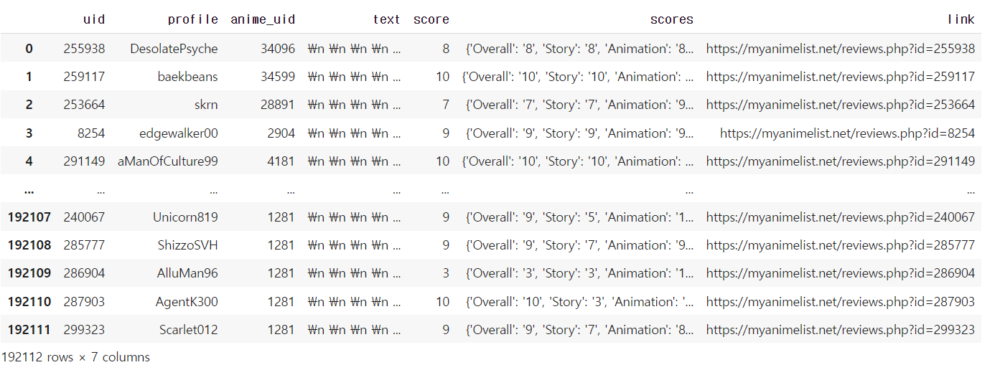 uid profile anime_uid text score scores link
0 255938 DesolatePsyche 34096 ₩n ₩n ₩n ₩n ... 8 {'Overall': '8', 'Story': '8', 'Animation': '8... https://myanimelist.net/reviews.php?id=255938
1 259117 baekbeans 34599 ₩n ₩n ₩n ₩n ... 10 {'Overall': '10', 'Story': '10', 'Animation': ... https://myanimelist.net/reviews.php?id=259117
2 253664 skrn 28891 ₩n ₩n ₩n ₩n ... 7 {'Overall': '7', 'Story': '7', 'Animation': '9... https://myanimelist.net/reviews.php?id=253664
3 8254 edgewalker00 2904 ₩n ₩n ₩n ₩n ... 9 {'Overall': '9', 'Story': '9', 'Animation': '9... https://myanimelist.net/reviews.php?id=8254
4 291149 aManOfCulture99 4181 ₩n ₩n ₩n ₩n ... 10 {'Overall': '10', 'Story': '10', 'Animation': ... https://myanimelist.net/reviews.php?id=291149
... ... ... ... ... ... ... ...
192107 240067 Unicorn819 1281 ₩n ₩n ₩n ₩n ... 9 {'Overall': '9', 'Story': '5', 'Animation': '1... https://myanimelist.net/reviews.php?id=240067
192108 285777 ShizzoSVH 1281 ₩n ₩n ₩n ₩n ... 9 {'Overall': '9', 'Story': '7', 'Animation': '9... https://myanimelist.net/reviews.php?id=285777
192109 286904 AlluMan96 1281 ₩n ₩n ₩n ₩n ... 3 {'Overall': '3', 'Story': '3', 'Animation': '1... https://myanimelist.net/reviews.php?id=286904
192110 287903 AgentK300 1281 ₩n ₩n ₩n ₩n ... 10 {'Overall': '10', 'Story': '3', 'Animation': '... https://myanimelist.net/reviews.php?id=287903
192111 299323 Scarlet012 1281 ₩n ₩n ₩n ₩n ... 9 {'Overall': '9', 'Story': '7', 'Animation': '8... https://myanimelist.net/reviews.php?id=299323
192112 rows × 7 columns